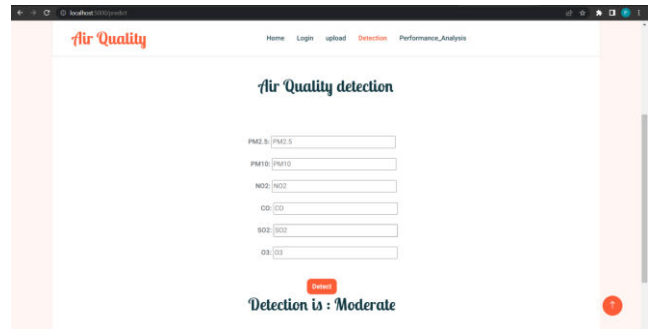 localhost:5000/predict
Air Quality
Home Login upload Detection Performance_Analysis
Air Quality detection
PM2.5: PM2.5
PM10: PM10
NO2: NO2
CO: CO
SO2: SO2
O3: O3
Detect
Detection is : Moderate